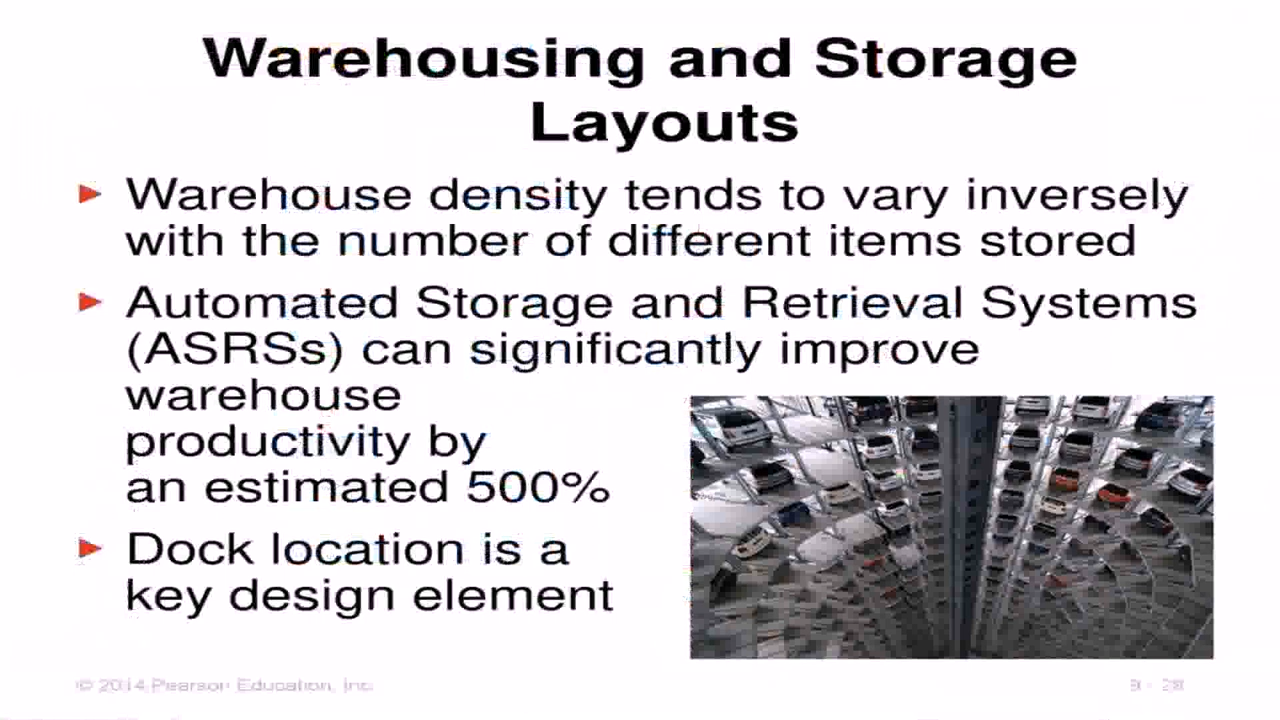 Warehousing and Storage
Layouts
Warehouse density tends to vary inversely
with the number of different items stored
Automated Storage and Retrieval Systems
(ASRSs) can significantly improve
warehouse
productivity by
an estimated 500%
Dock location is a
key design element
© 2014 Pearson Education, Inc.
9 - 28